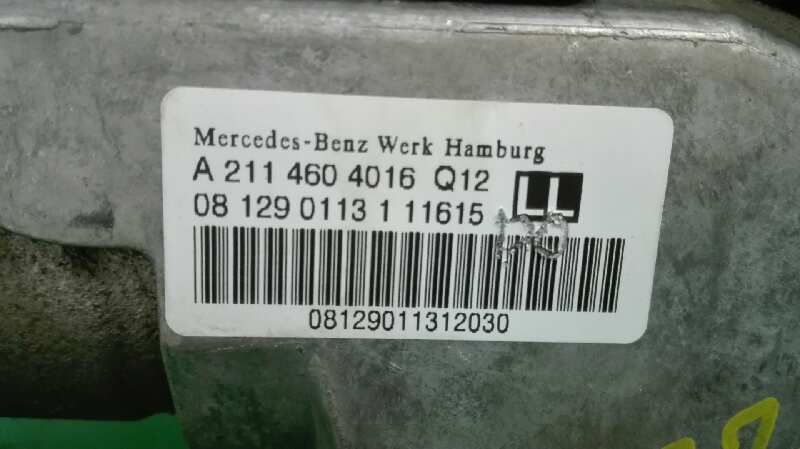 Mercedes-Benz Werk Hamburg
A 211 460 4016 Q12
LL
08 129 0113 1 11615
08129011312030